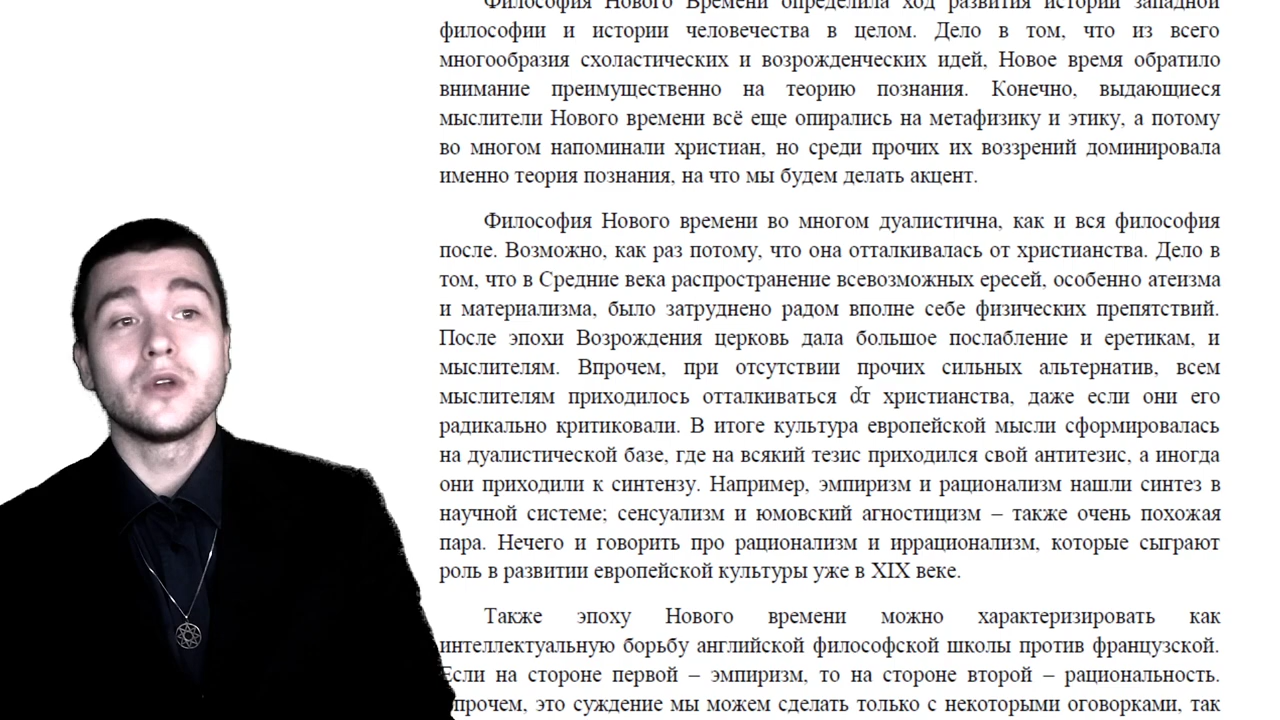 Философия Нового Времени определила ход развития истории западной
философии и истории человечества в целом. Дело в том, что из всего
многообразия схоластических и возрожденческих идей, Новое время обратило
внимание преимущественно на теорию познания. Конечно, выдающиеся
мыслители Нового времени всё еще опирались на метафизику и этику, а потому
во многом напоминали христиан, но среди прочих их воззрений доминировала
именно теория познания, на что мы будем делать акцент.
Философия Нового времени во многом дуалистична, как и вся философия
после. Возможно, как раз потому, что она отталкивалась от христианства. Дело в
том, что в Средние века распространение всевозможных ересей, особенно атеизма
и материализма, было затруднено радом вполне себе физических препятствий.
После эпохи Возрождения церковь дала большое послабление и еретикам, и
мыслителям. Впрочем, при отсутствии прочих сильных альтернатив, всем
мыслителям приходилось отталкиваться от христианства, даже если они его
радикально критиковали. В итоге культура европейской мысли сформировалась
на дуалистической базе, где на всякий тезис приходился свой антитезис, а иногда
они приходили к синтензу. Например, эмпиризм и рационализм нашли синтез в
научной системе; сенсуализм и юмовский агностицизм – также очень похожая
пара. Нечего и говорить про рационализм и иррационализм, которые сыграют
роль в развитии европейской культуры уже в XIX веке.
Также эпоху Нового времени можно характеризировать как
интеллектуальную борьбу английской философской школы против французской.
Если на стороне первой – эмпиризм, то на стороне второй – рациональность.
прочем, это суждение мы можем сделать только с некоторыми оговорками, так